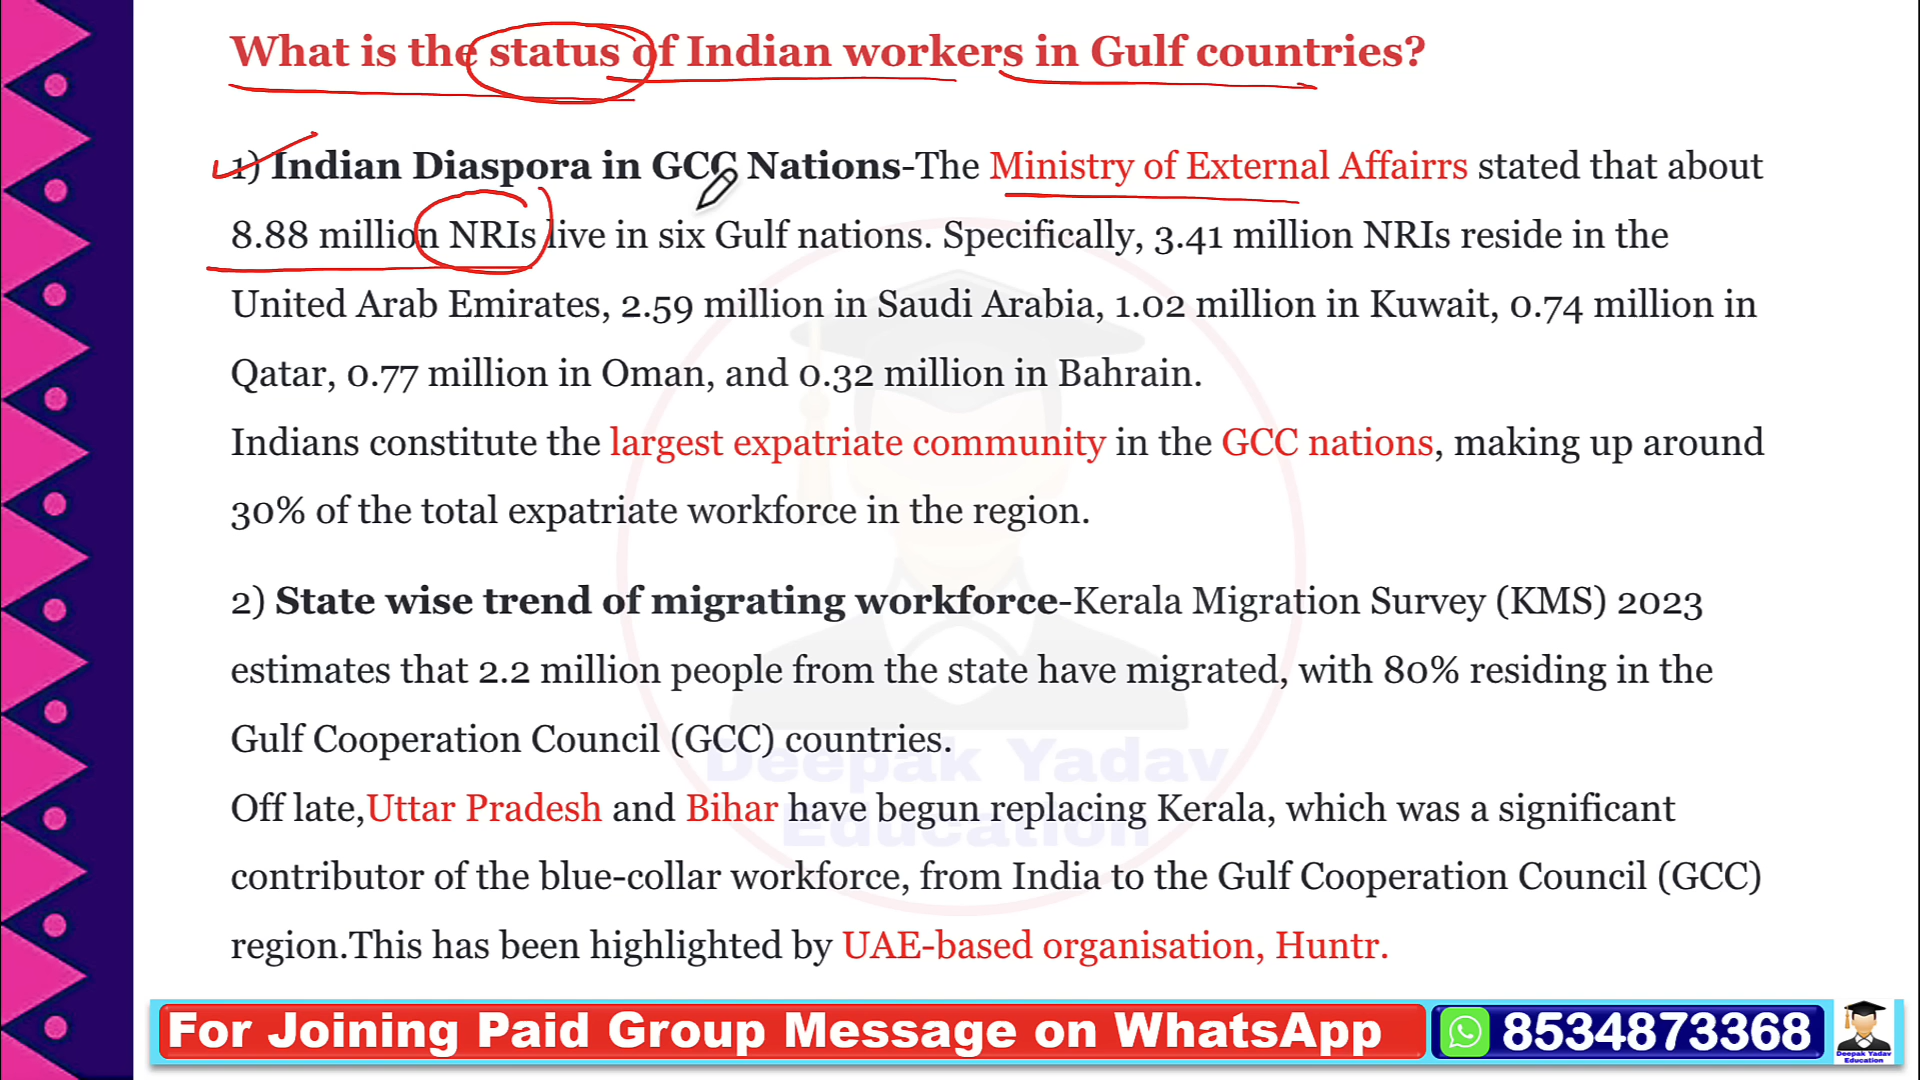 What is the status of Indian workers in Gulf countries?
1) Indian Diaspora in GCC Nations-The Ministry of External Affairrs stated that about
8.88 million NRIs live in six Gulf nations. Specifically, 3.41 million NRIs reside in the
United Arab Emirates, 2.59 million in Saudi Arabia, 1.02 million in Kuwait, 0.74 million in
Qatar, 0.77 million in Oman, and 0.32 million in Bahrain.
Indians constitute the largest expatriate community in the GCC nations, making up around
30% of the total expatriate workforce in the region.
2) State wise trend of migrating workforce-Kerala Migration Survey (KMS) 2023
estimates that 2.2 million people from the state have migrated, with 80% residing in the
Gulf Cooperation Council (GCC) countries.
Deepak Yadav
Off late,Uttar Pradesh and Bihar have begun replacing Kerala, which was a significant
Education
contributor of the blue-collar workforce, from India to the Gulf Cooperation Council (GCC)
region.This has been highlighted by UAE-based organisation, Huntr.
For Joining Paid Group Message on WhatsApp 8534873368
Deepak Yadav
Education